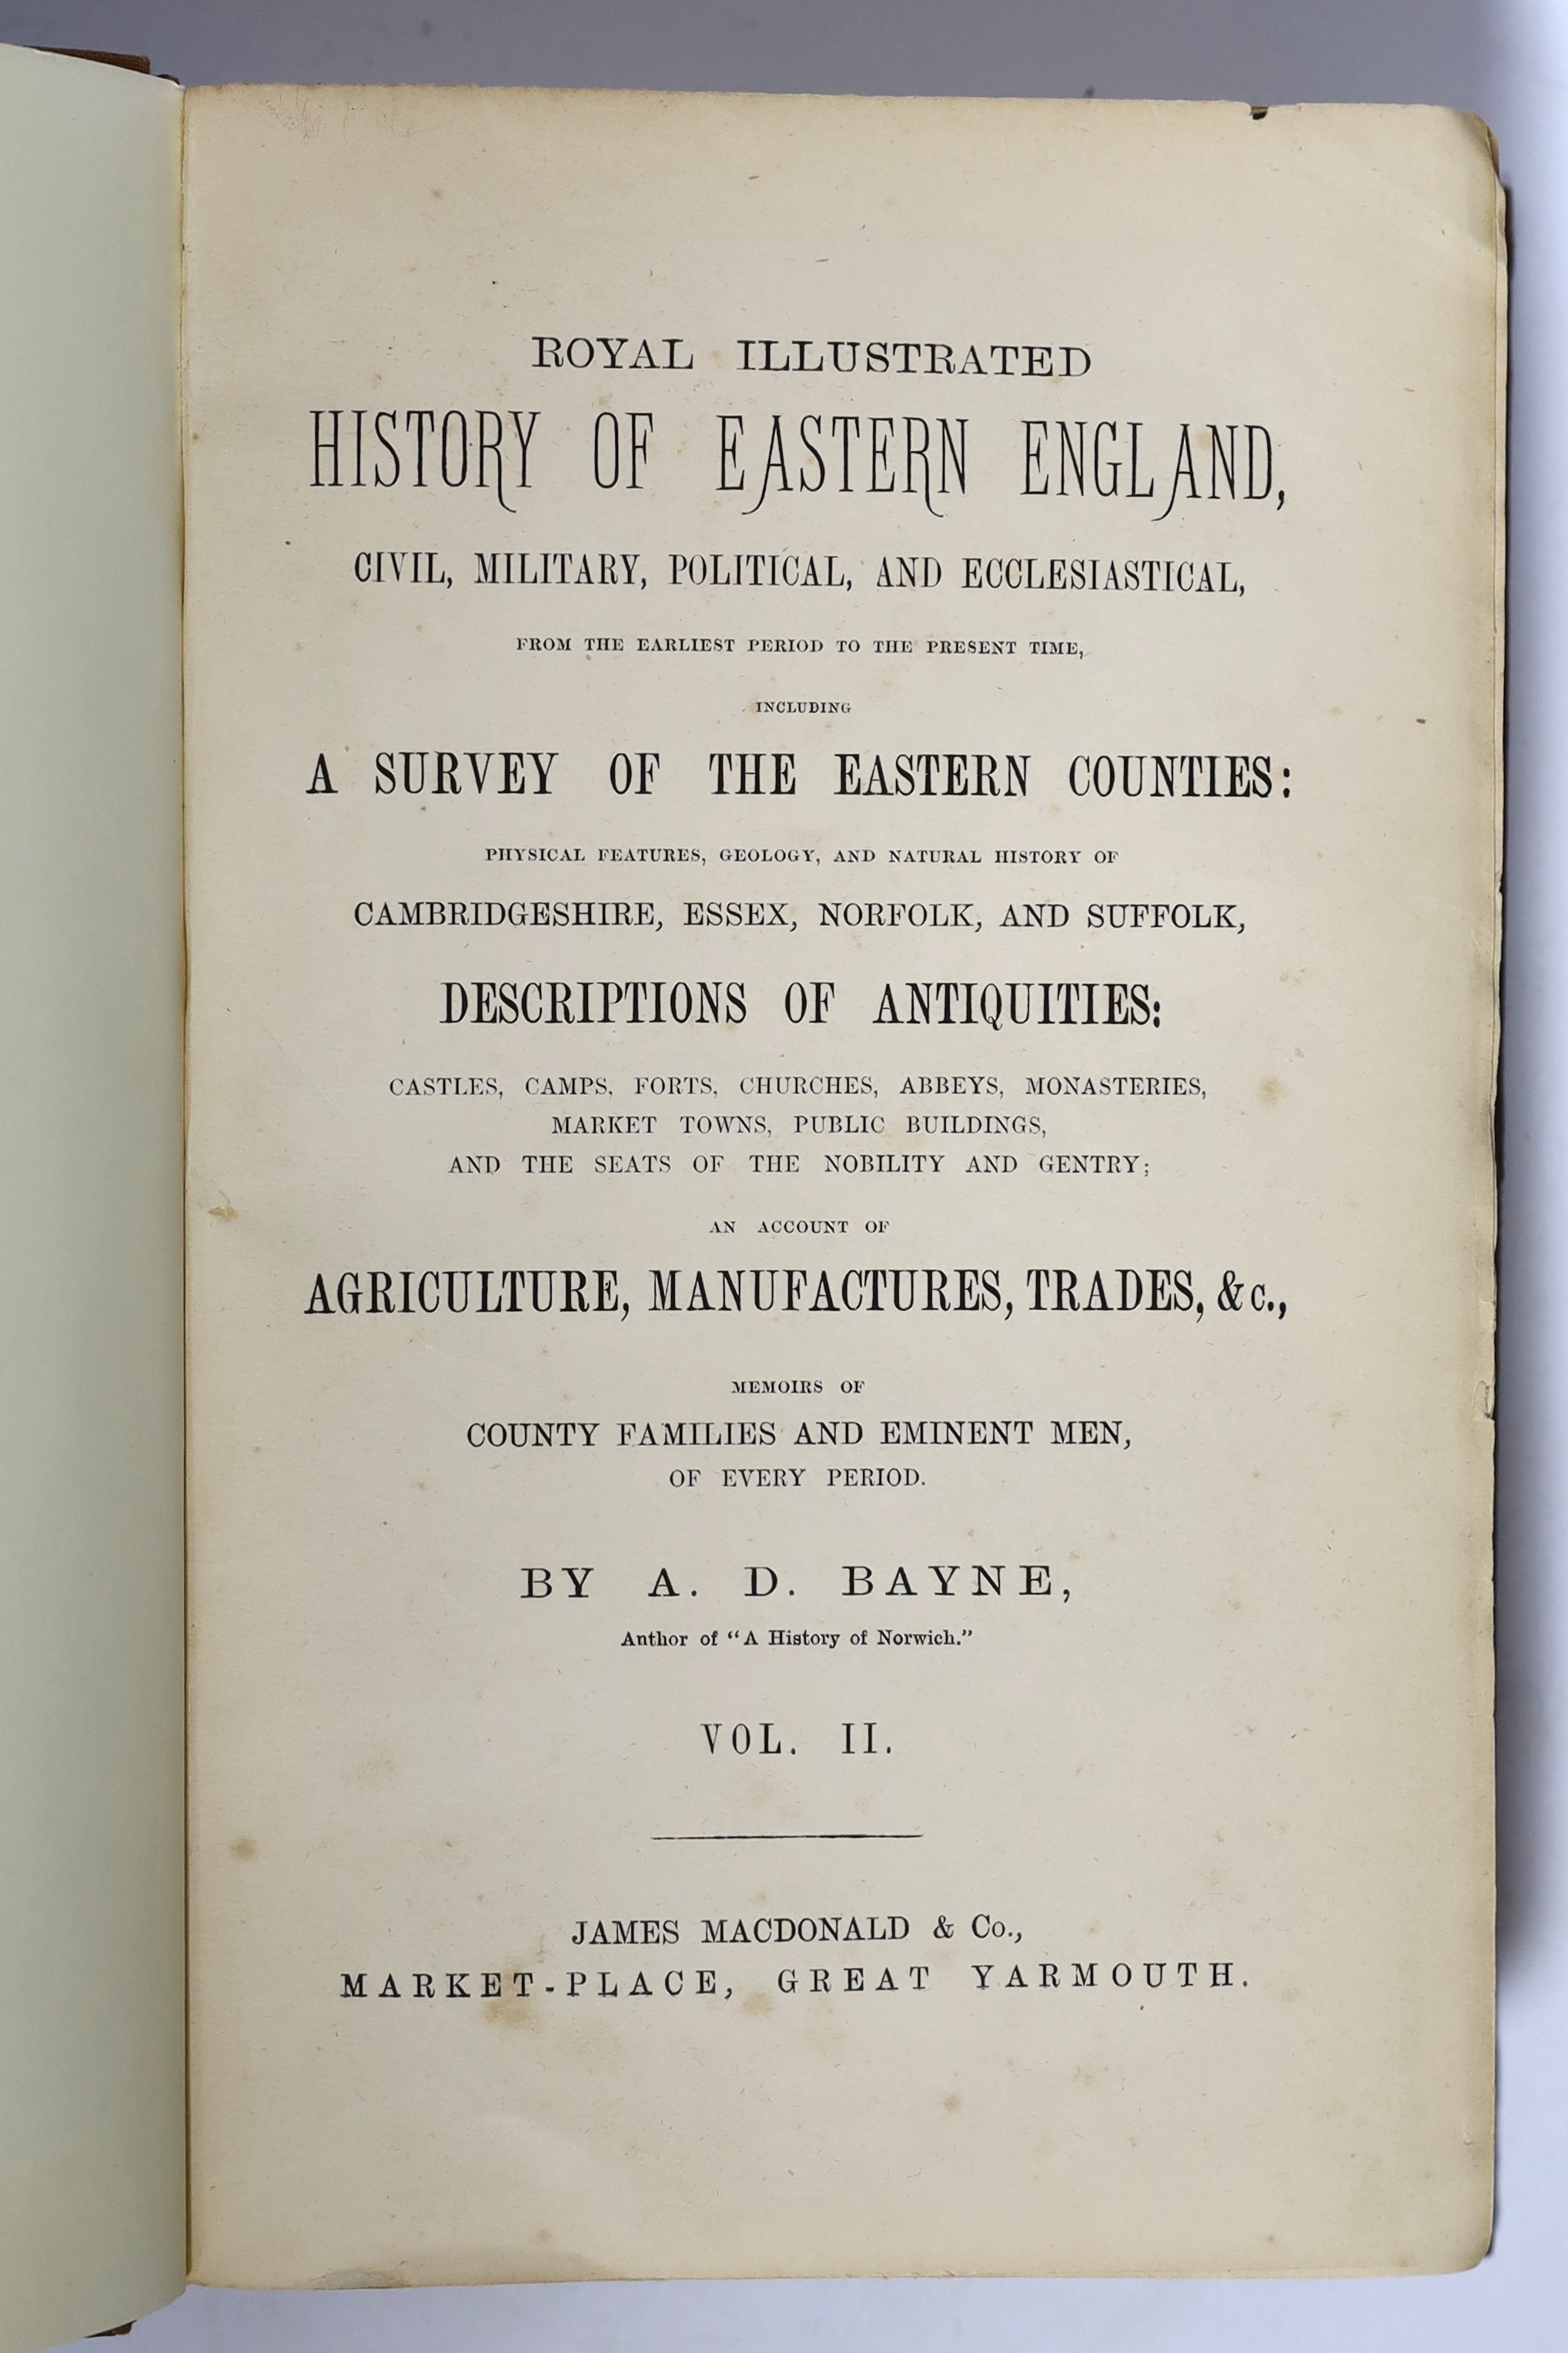 ROYAL ILLUSTRATED
HISTORY OF EASTERN ENGLAND,
CIVIL, MILITARY, POLITICAL, AND ECCLESIASTICAL,
FROM THE EARLIEST PERIOD TO THE PRESENT TIME,
INCLUDING
A SURVEY OF THE EASTERN COUNTIES:
PHYSICAL FEATURES, GEOLOGY, AND NATURAL HISTORY OF
CAMBRIDGESHIRE, ESSEX, NORFOLK, AND SUFFOLK,
DESCRIPTIONS OF ANTIQUITIES:
CASTLES, CAMPS, FORTS, CHURCHES, ABBEYS, MONASTERIES,
MARKET TOWNS, PUBLIC BUILDINGS,
AND THE SEATS OF THE NOBILITY AND GENTRY;
AN ACCOUNT OF
AGRICULTURE, MANUFACTURES, TRADES, &c.,
MEMOIRS OF
COUNTY FAMILIES AND EMINENT MEN,
OF EVERY PERIOD.
BY A. D. BAYNE,
Author of "A History of Norwich."
VOL. II.
JAMES MACDONALD & Co.,
MARKET-PLACE, GREAT YARMOUTH.